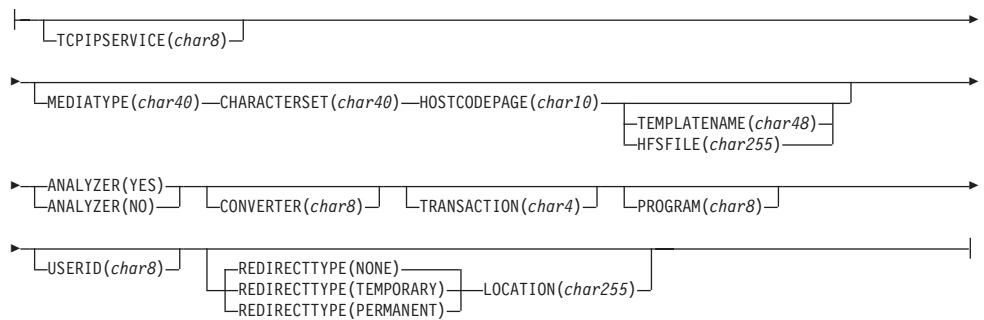 TCPIPSERVICE(char8)
MEDIATYPE(char40) CHARACTERSET(char40) HOSTCODEPAGE(char10)
TEMPLATENAME(char48)
HFSFILE(char255)
ANALYZER(YES)
ANALYZER(NO) CONVERTER(char8) TRANSACTION(char4) PROGRAM(char8)
USERID(char8) REDIRECTTYPE(NONE)
REDIRECTTYPE(TEMPORARY) LOCATION(char255)
REDIRECTTYPE(PERMANENT)